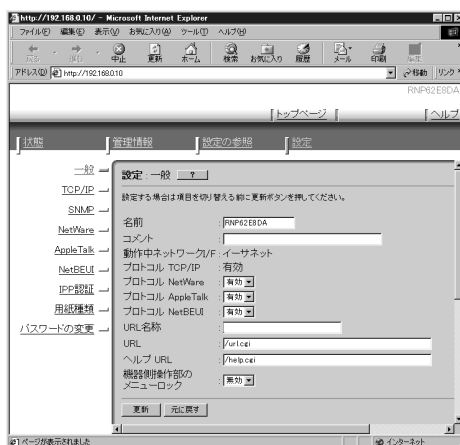 http://192.168.0.10/ - Microsoft Internet Explorer
ファイル(F) 編集(E) 表示(V) お気に入り(A) ツール(T) ヘルプ(H)
戻る 進む 中止 更新 ホーム 検索 お気に入り 履歴 メール 印刷 編集
アドレス(D) http://192.168.0.10 移動 リンク
RNP62E8DA
トップページ ヘルプ
状態 管理情報 設定の参照 設定
一般
TCP/IP
SNMP
NetWare
AppleTalk
NetBEUI
IPP認証
用紙種類
パスワードの変更
設定 : 一般 ?
設定する場合は項目を切り替える前に更新ボタンを押してください。
名前 : RNP62E8DA
コメント :
動作中ネットワークI/F : イーサネット
プロトコル TCP/IP : 有効
プロトコル NetWare : 有効
プロトコル AppleTalk : 有効
プロトコル NetBEUI : 有効
URL名称 :
URL : /url.cgi
ヘルプ URL : /help.cgi
機器側操作部の
メニューロック : 無効
更新 元に戻す
ページが表示されました インターネット